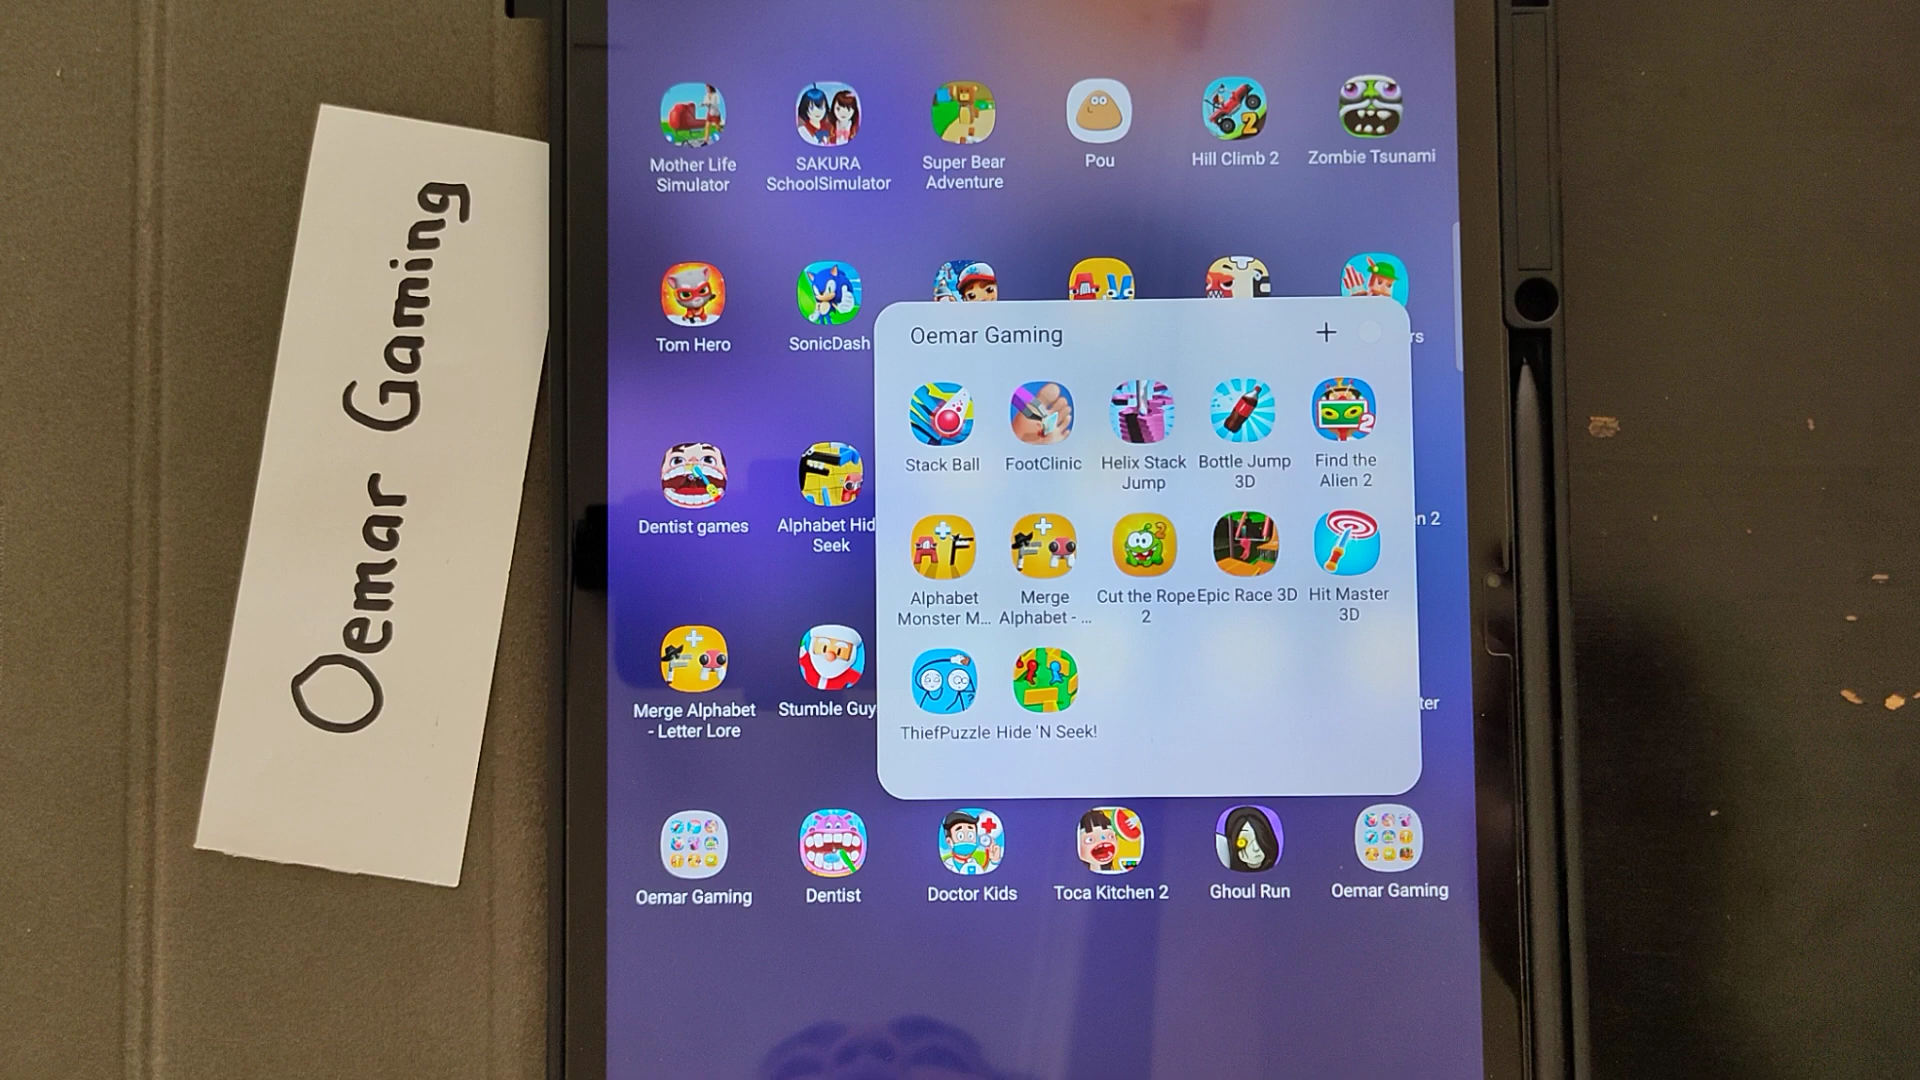 Oemar Gaming
Mother Life
Simulator
SAKURA
SchoolSimulator
Super Bear
Adventure
Pou
Hill Climb 2
Zombie Tsunami
Tom Hero
SonicDash
rs
Oemar Gaming
Stack Ball
FootClinic
Helix Stack
Jump
Bottle Jump
3D
Find the
Alien 2
Alphabet
Monster M...
Merge
Alphabet - ...
Cut the Rope
2
Epic Race 3D
Hit Master
3D
ThiefPuzzle
Hide 'N Seek!
Dentist games
Alphabet Hid
Seek
n 2
Merge Alphabet
- Letter Lore
Stumble Guy
ter
Oemar Gaming
Dentist
Doctor Kids
Toca Kitchen 2
Ghoul Run
Oemar Gaming